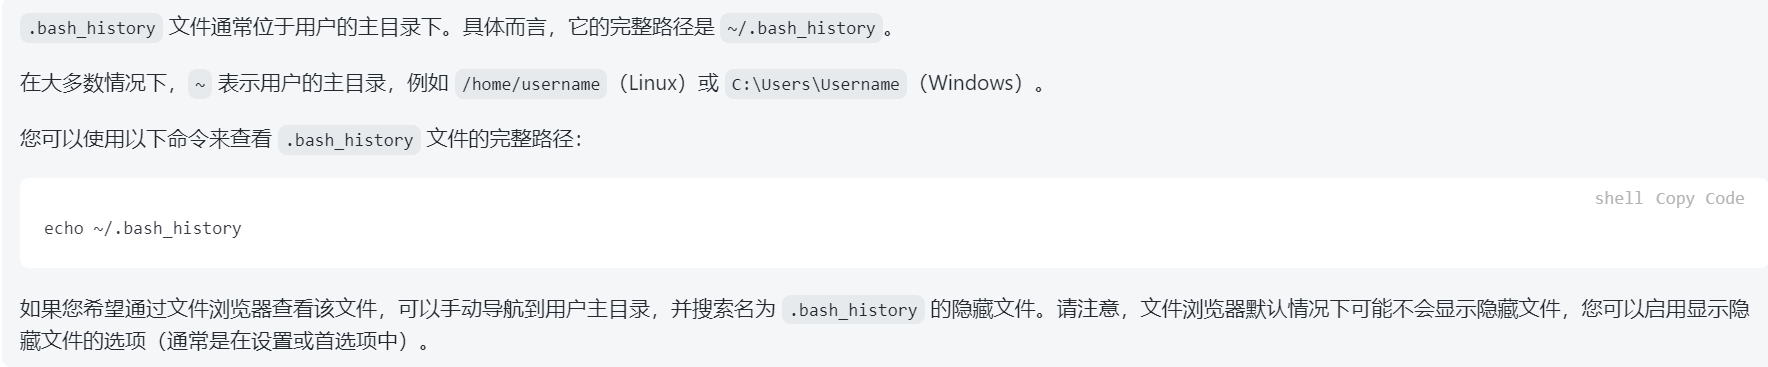 .bash_history 文件通常位于用户的主目录下。具体而言，它的完整路径是 ~/.bash_history。
在大多数情况下，~ 表示用户的主目录，例如 /home/username（Linux）或 C:\Users\Username（Windows）。
您可以使用以下命令来查看 .bash_history 文件的完整路径：
shell Copy Code
echo ~/.bash_history
如果您希望通过文件浏览器查看该文件，可以手动导航到用户主目录，并搜索名为 .bash_history 的隐藏文件。请注意，文件浏览器默认情况下可能不会显示隐藏文件，您可以启用显示隐
藏文件的选项（通常是在设置或首选项中）。